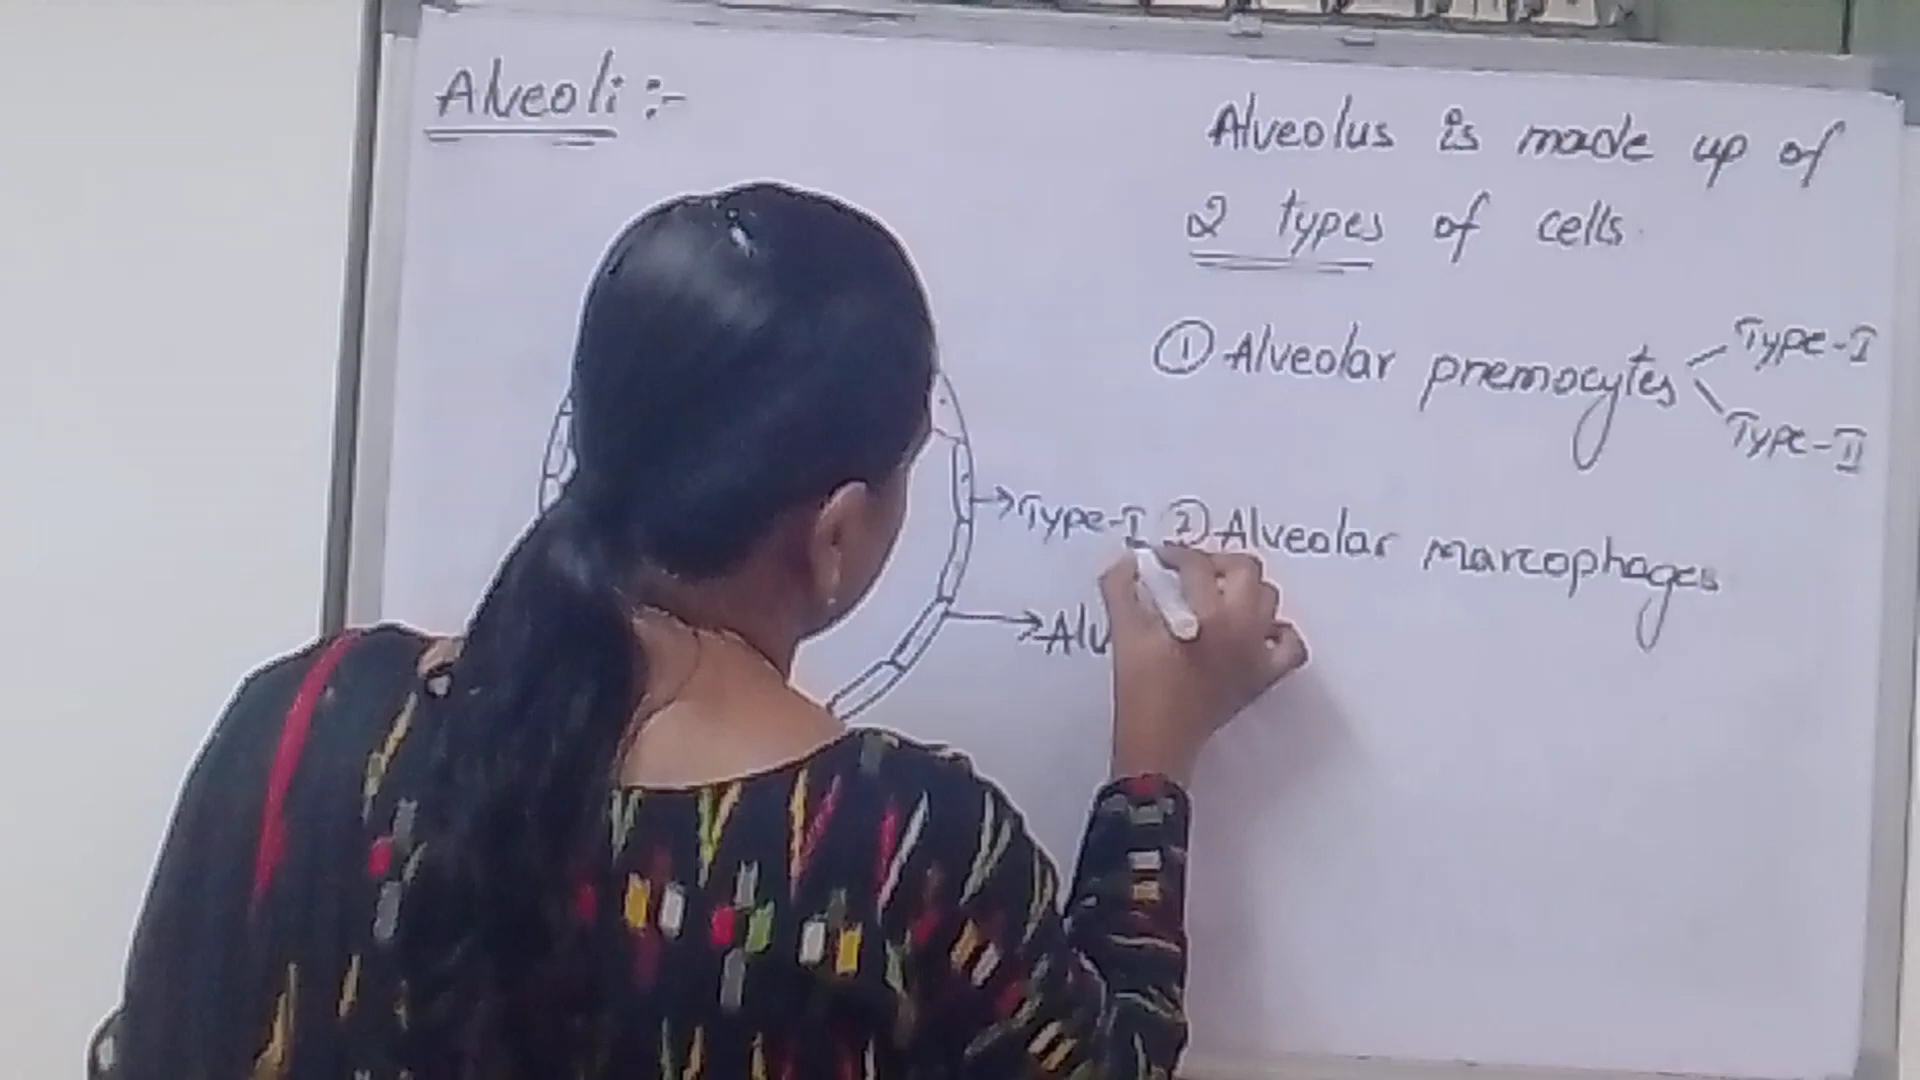 Alveoli :-
Alveolus is made up of
2 types of cells.
① Alveolar pnemocytes
Type-I
Type-II
② Alveolar marcophages
Type-I
Alv